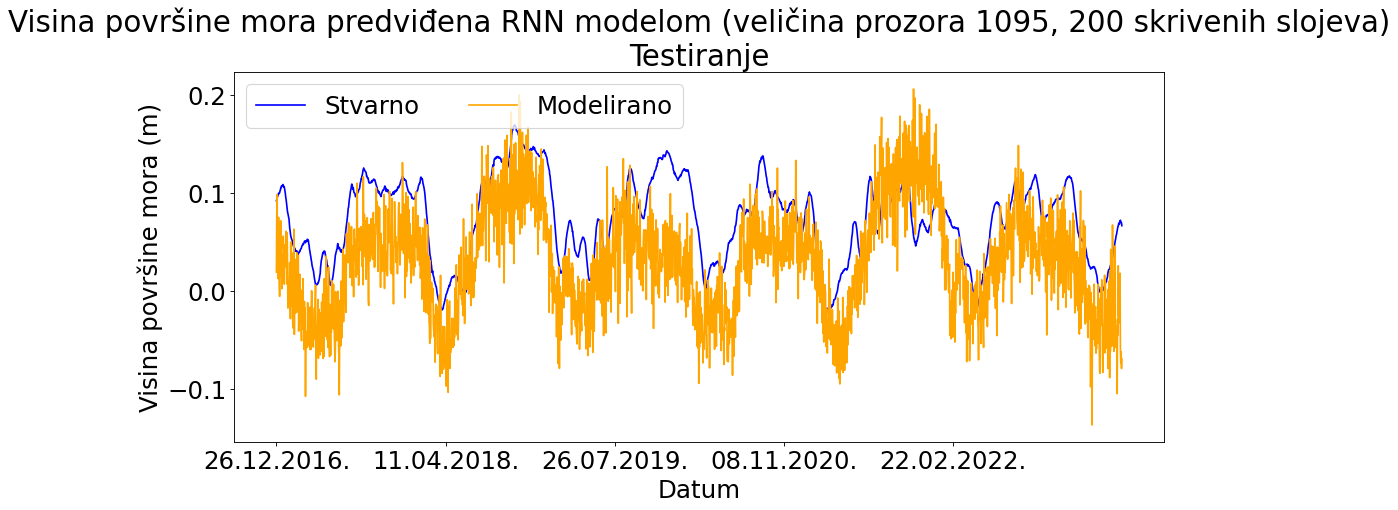 Visina površine mora predviđena RNN modelom (veličina prozora 1095, 200 skrivenih slojeva)
Testiranje
Stvarno
Modelirano
Visina površine mora (m)
0.2
0.1
0.0
−0.1
26.12.2016.
11.04.2018.
26.07.2019.
08.11.2020.
22.02.2022.
Datum